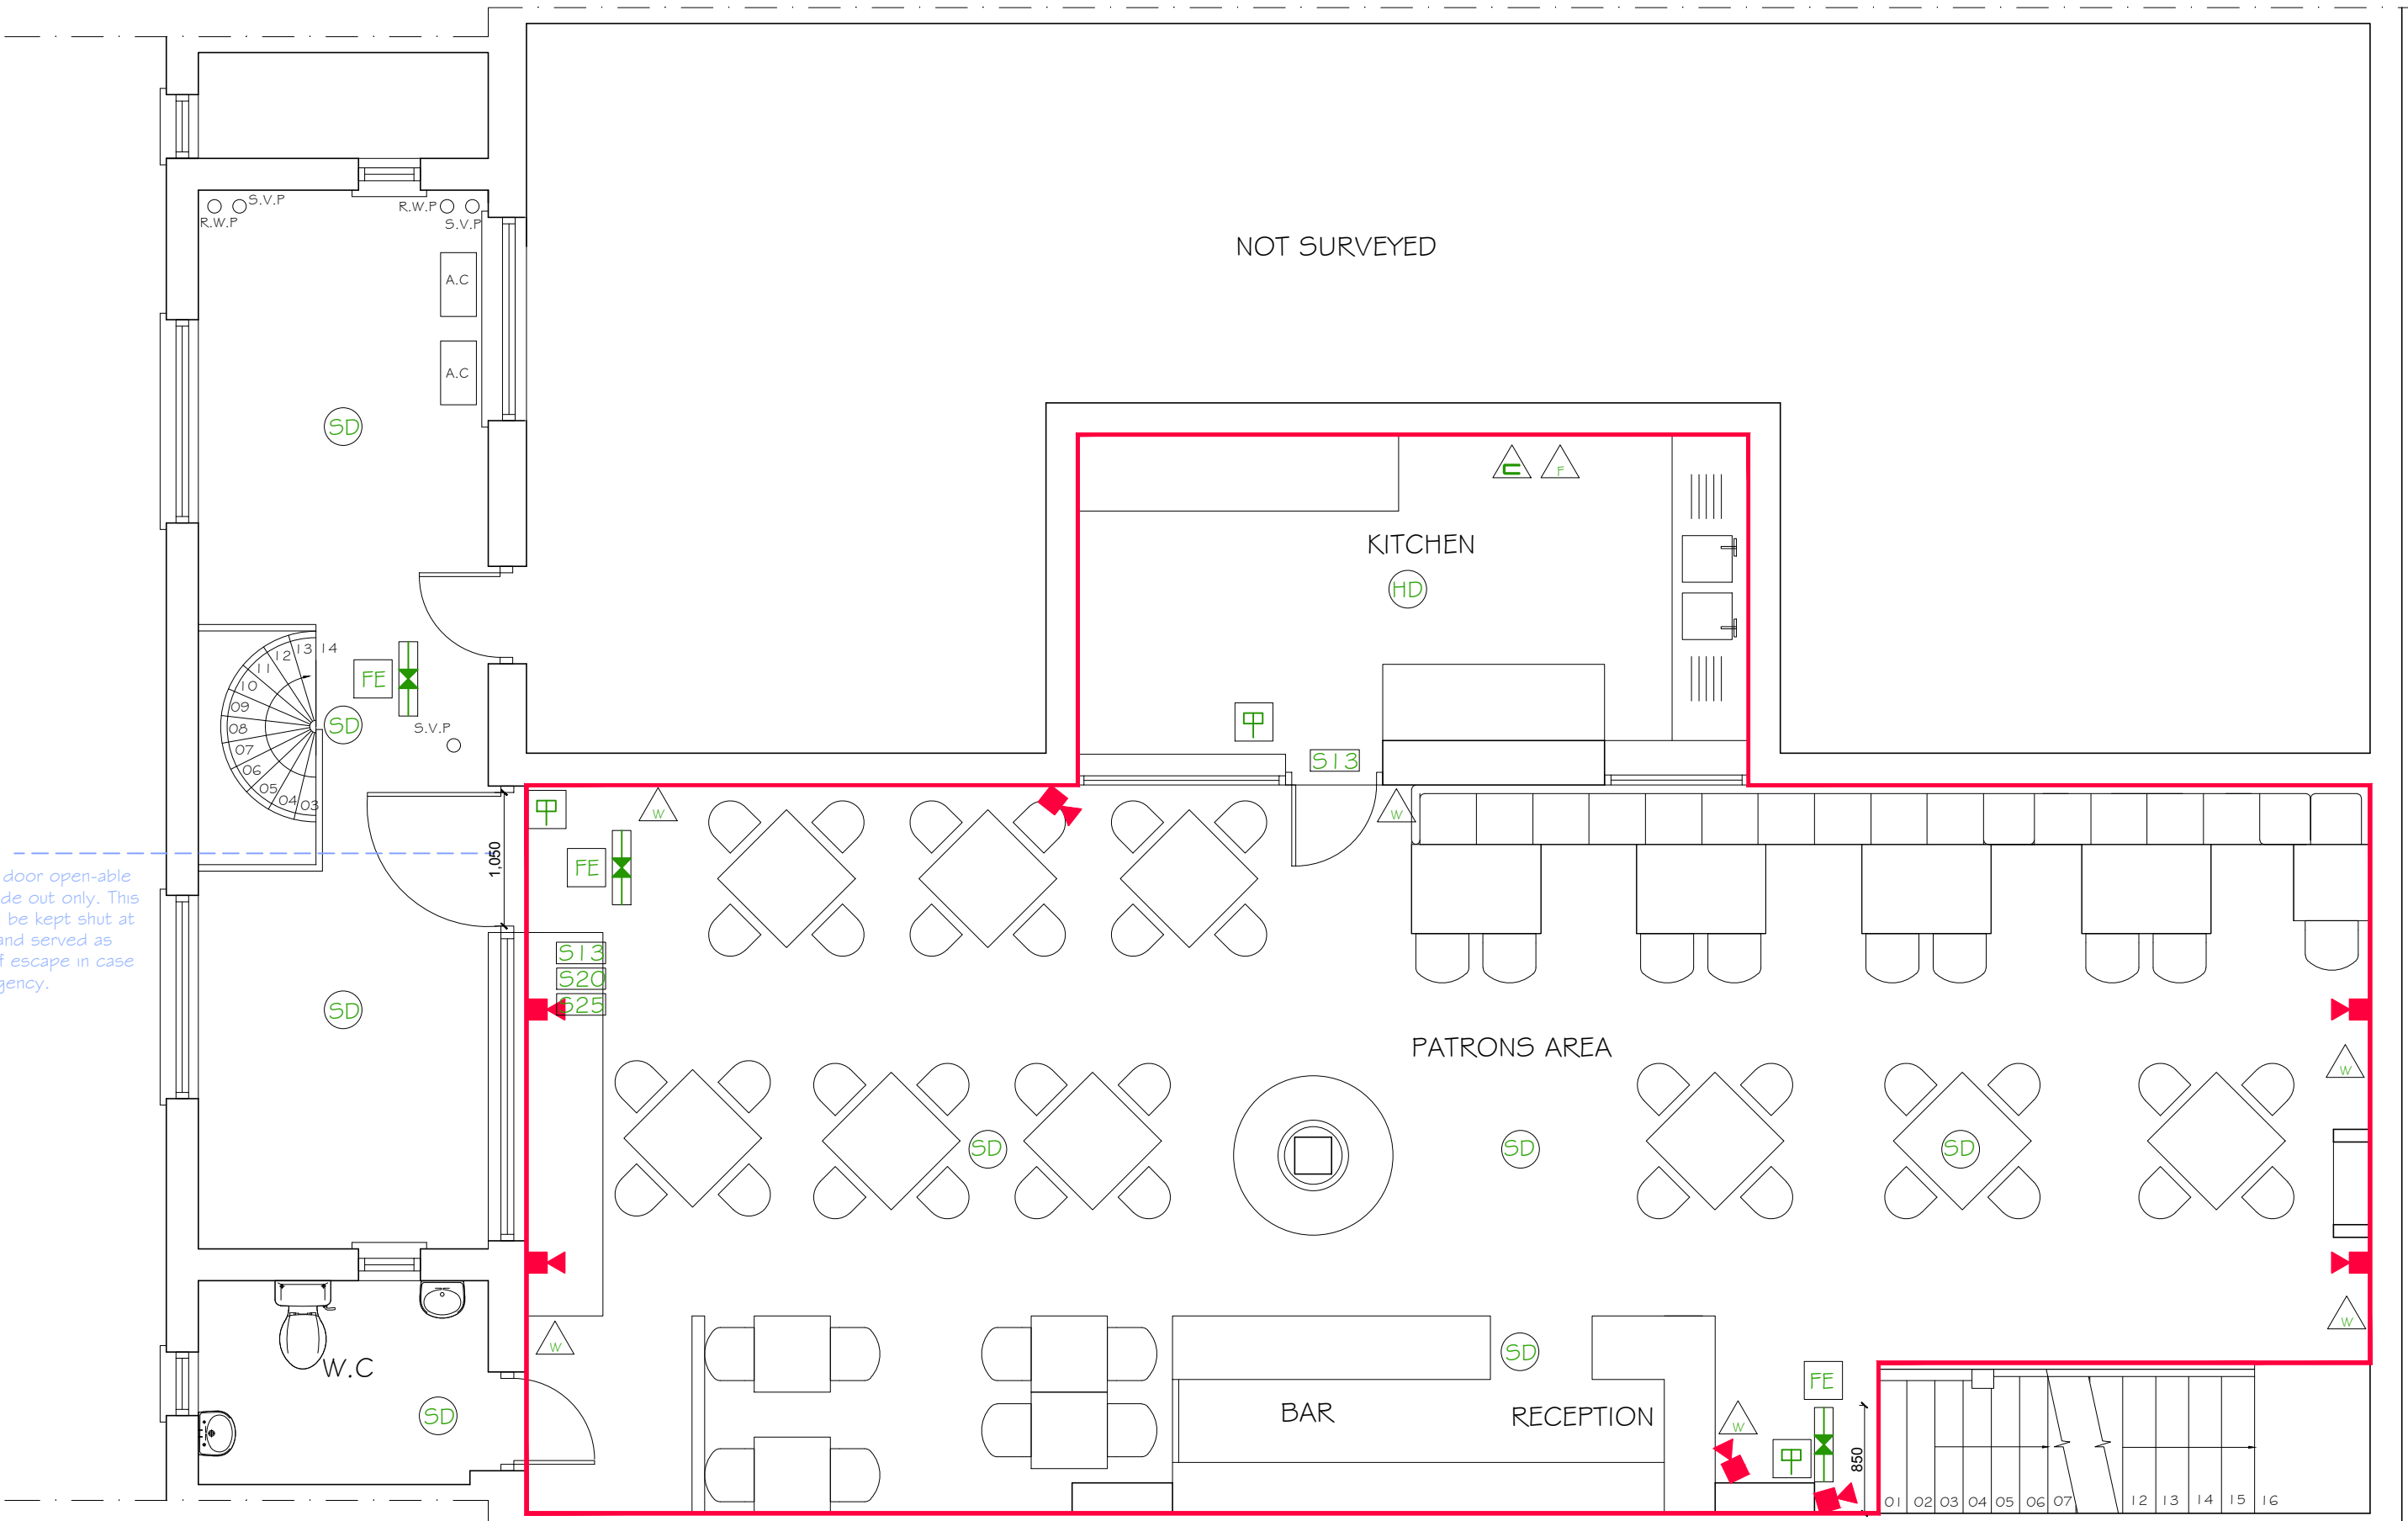 S.V.P
R.W.P
R.W.P
S.V.P
A.C
A.C
SD
NOT SURVEYED
F
KITCHEN
HD
13 14
12
11
10
09
08
07
06
05
04
03
FE
SD
S.V.P
S13
W
W
1,050
FE
door open-able
de out only. This
be kept shut at
and served as
f escape in case
gency.
S13
S20
S25
SD
PATRONS AREA
W
SD
SD
SD
W
W
W.C
SD
SD
BAR
RECEPTION
W
FE
850
01 02 03 04 05 06 07 12 13 14 15 16